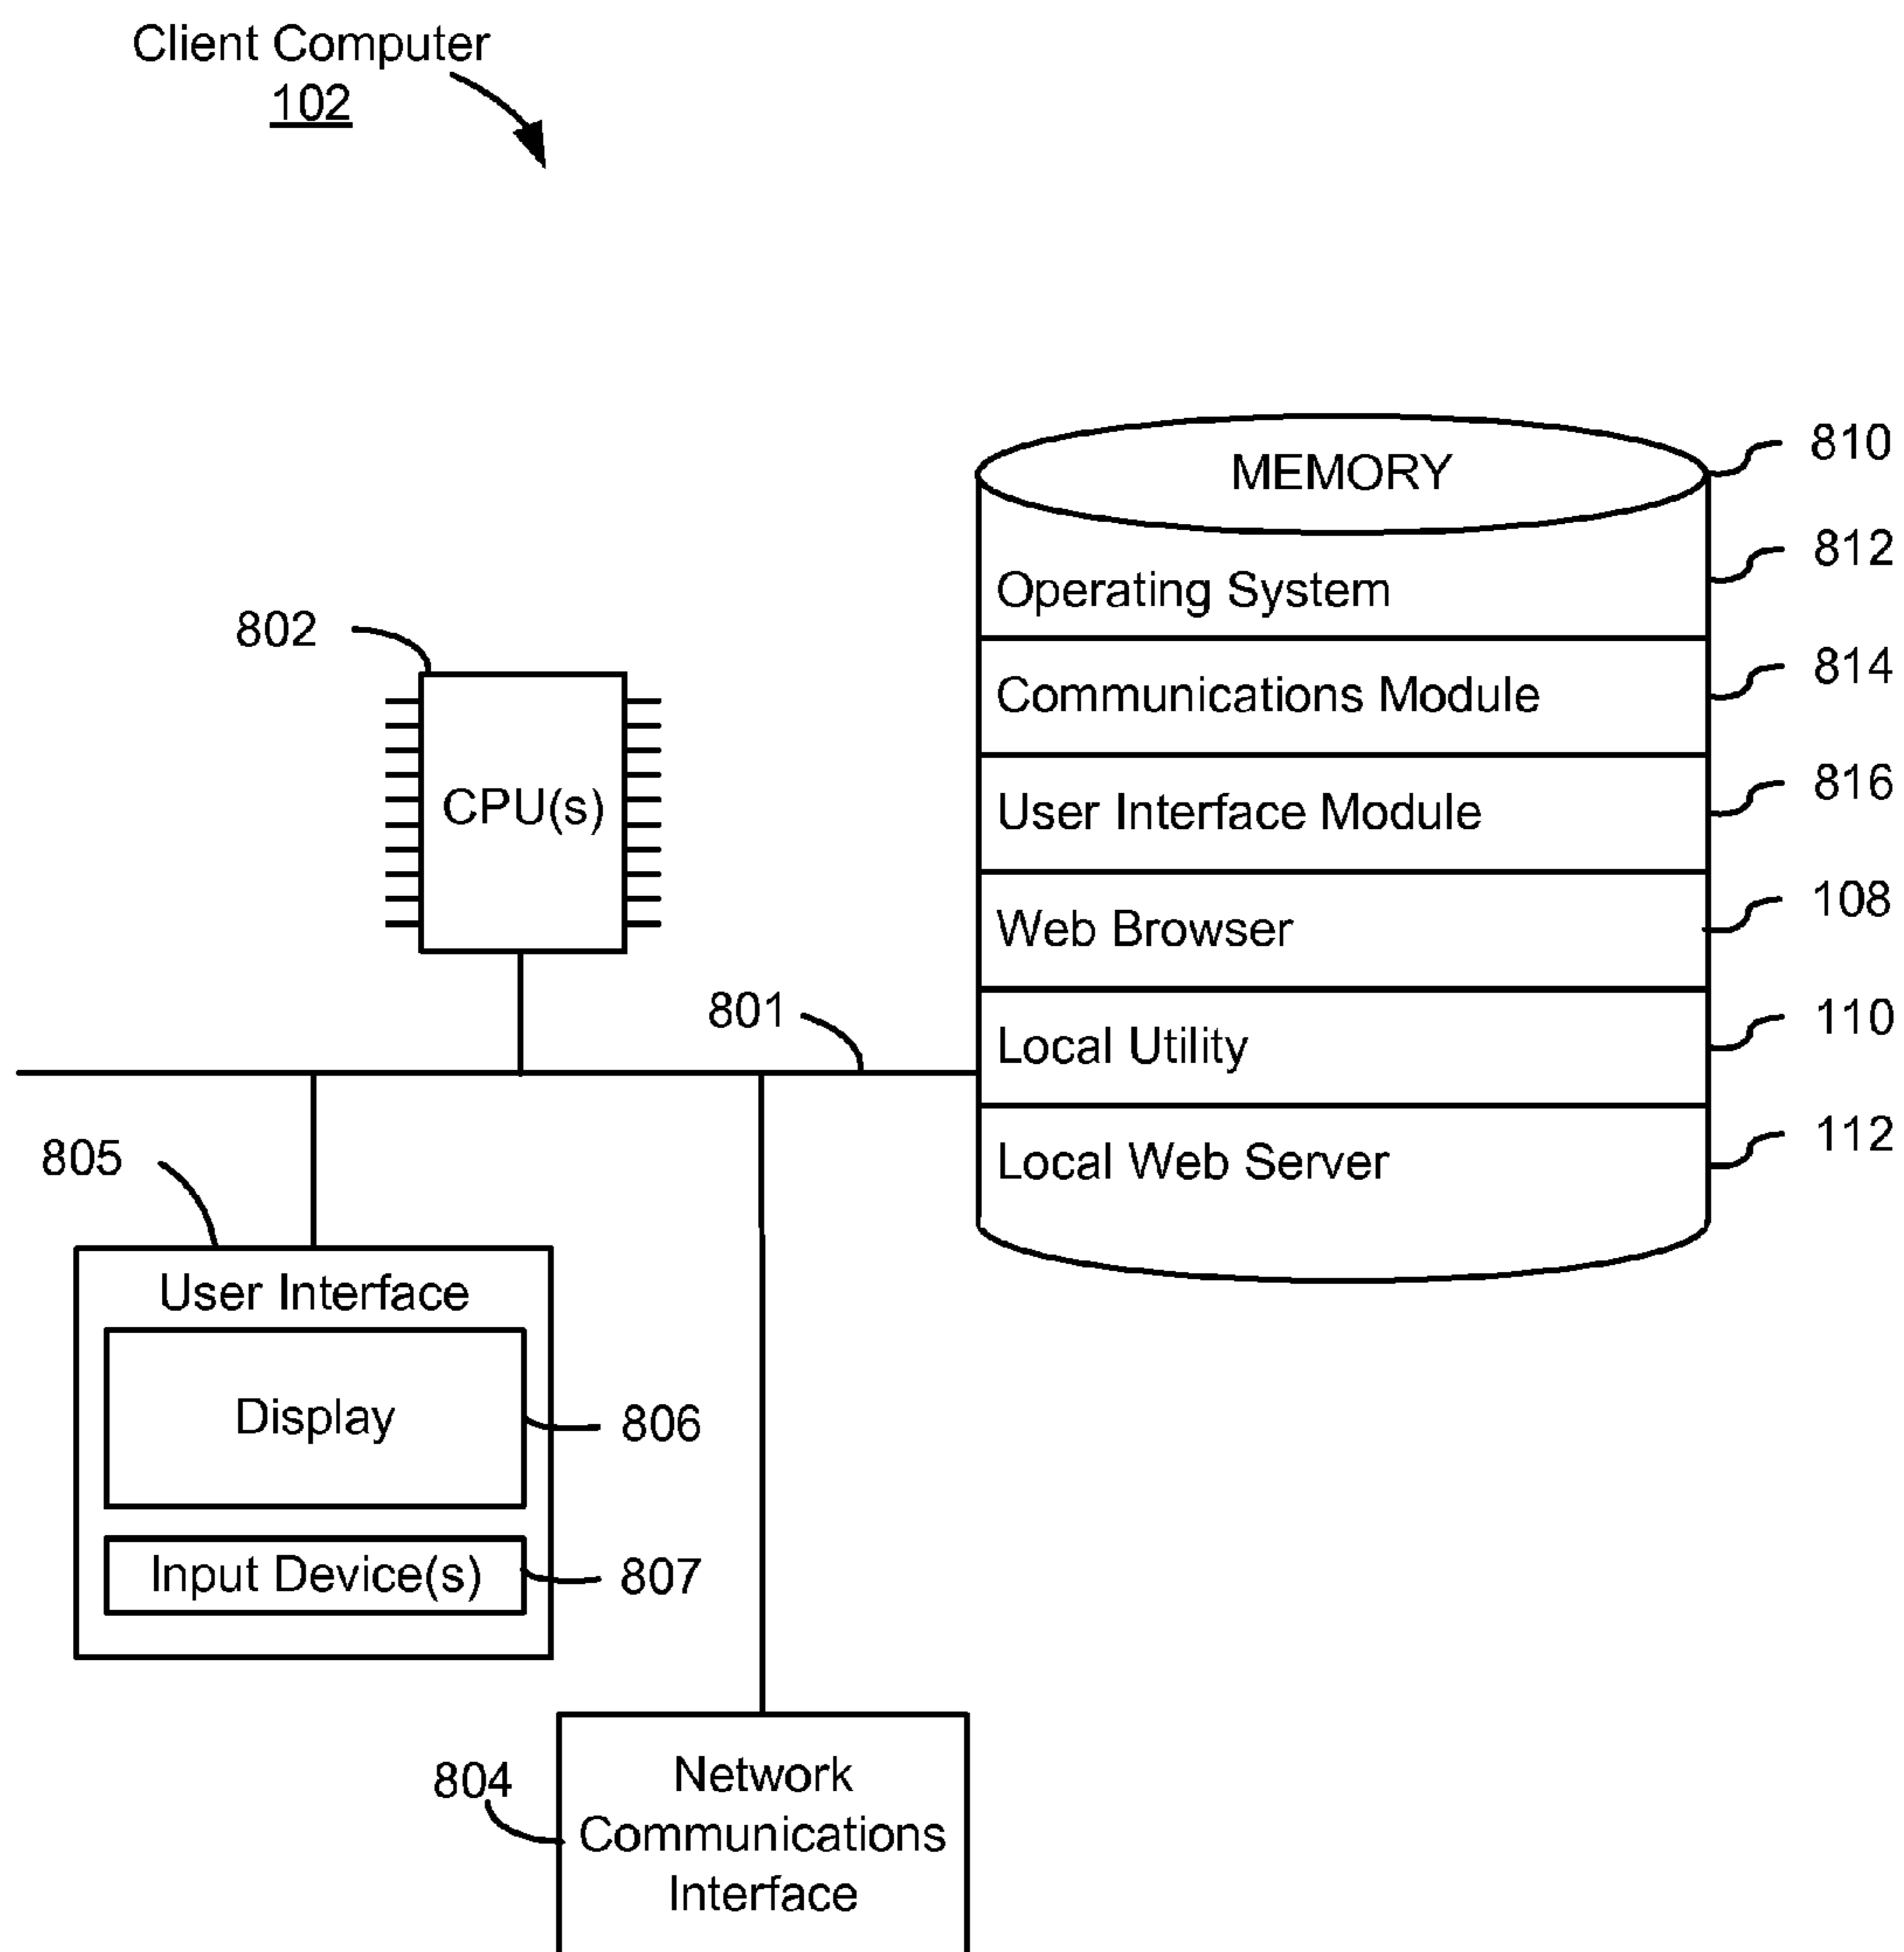 Client Computer
102
MEMORY
810
Operating System
812
802
Communications Module
814
CPU(s)
User Interface Module
816
Web Browser
108
801
Local Utility
110
805
Local Web Server
112
User Interface
Display
806
Input Device(s)
807
804
Network
Communications
Interface